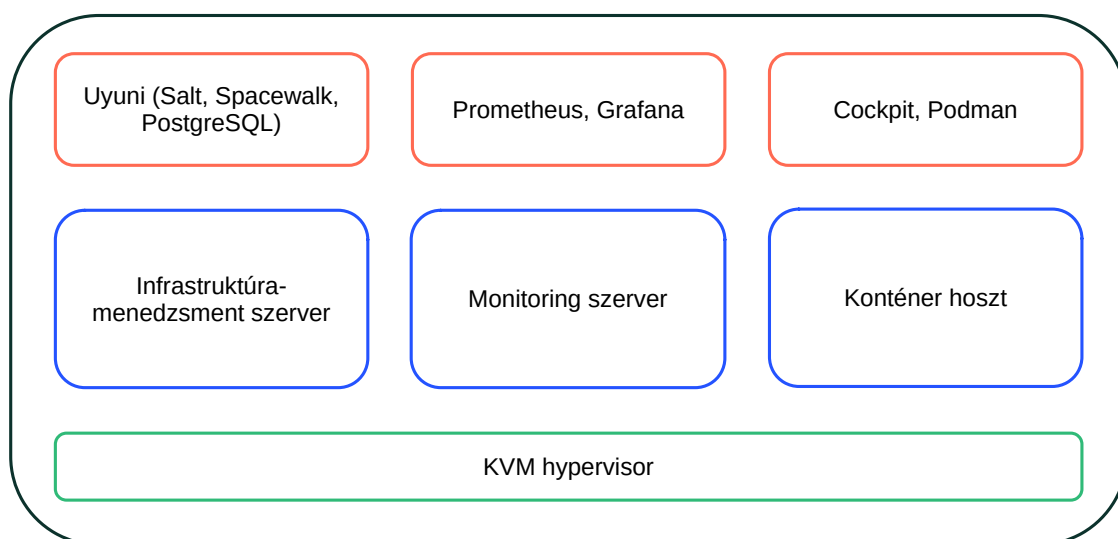 Uyuni (Salt, Spacewalk,
PostgreSQL)
Prometheus, Grafana
Cockpit, Podman
Infrastruktúra-
menedzsment szerver
Monitoring szerver
Konténer hoszt
KVM hypervisor